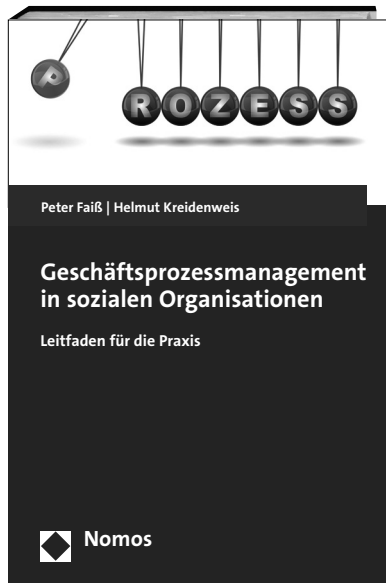 PROZESS
Peter Faiß | Helmut Kreidenweis
Geschäftsprozessmanagement
in sozialen Organisationen
Leitfaden für die Praxis
Nomos